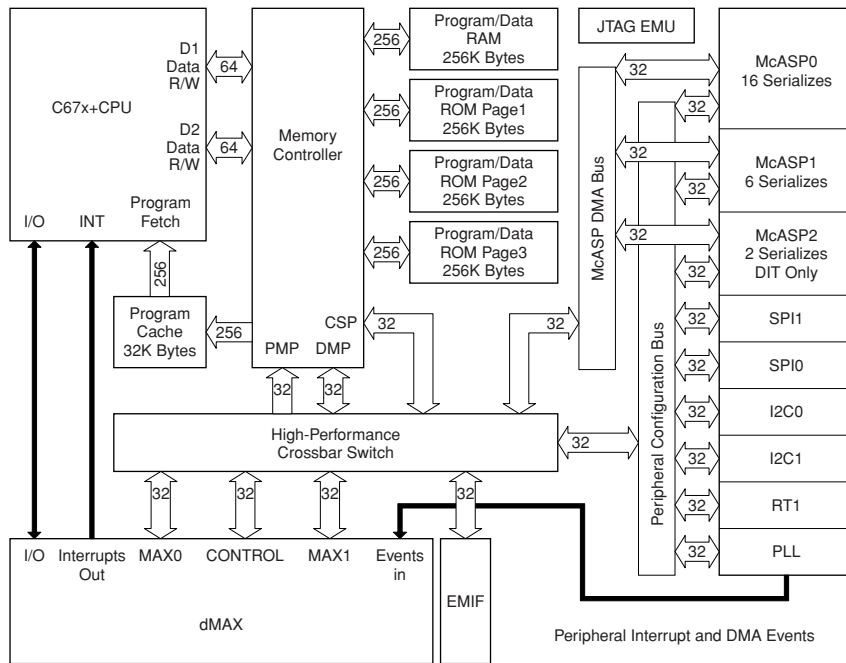 C67x+CPU
D1
Data
R/W
D2
Data
R/W
I/O
INT
Program
Fetch
64
64
256
Program
Cache
32K Bytes
256
Memory
Controller
CSP
PMP
DMP
256
256
256
256
Program/Data
RAM
256K Bytes
Program/Data
ROM Page1
256K Bytes
Program/Data
ROM Page2
256K Bytes
Program/Data
ROM Page3
256K Bytes
32
32
32
32
High-Performance
Crossbar Switch
32
32
32
32
32
I/O
Interrupts
Out
MAX0
CONTROL
MAX1
Events
in
dMAX
EMIF
JTAG EMU
McASP DMA Bus
Peripheral Configuration Bus
32
32
32
32
32
32
32
32
32
32
32
32
McASP0
16 Serializes
McASP1
6 Serializes
McASP2
2 Serializes
DIT Only
SPI1
SPI0
I2C0
I2C1
RT1
PLL
Peripheral Interrupt and DMA Events